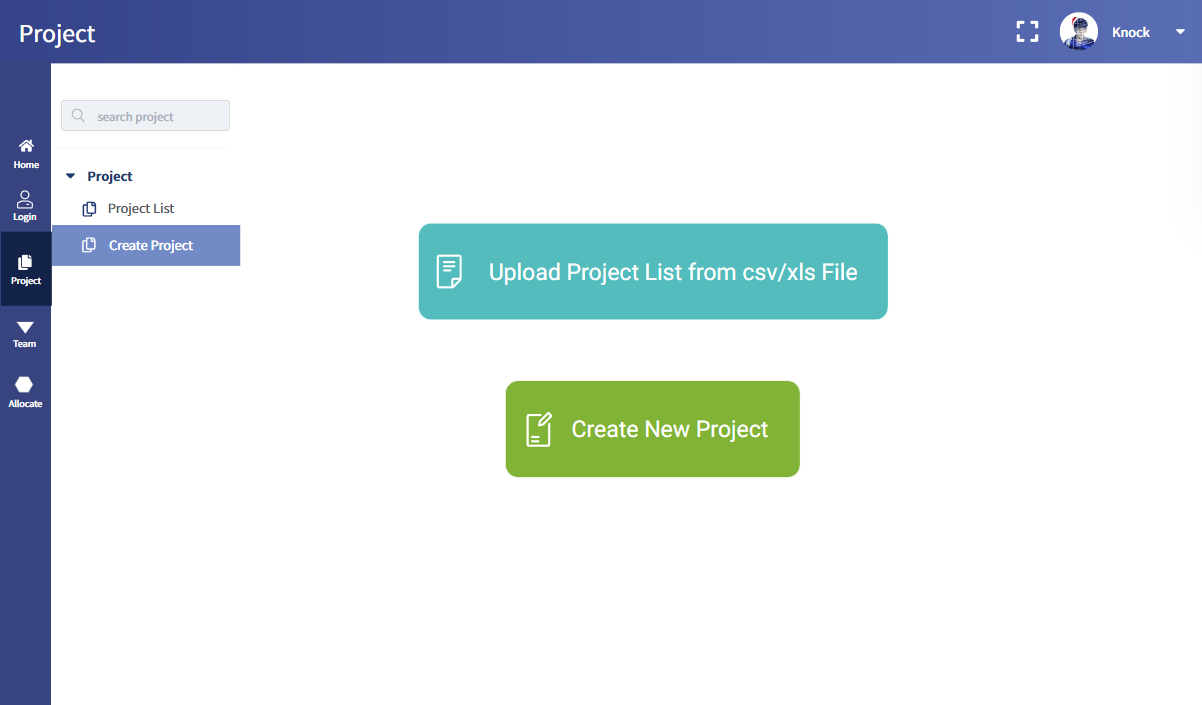 Project
Knock
search project
Home
Login
Project
Team
Allocate
Project
Project List
Create Project
Upload Project List from csv/xls File
Create New Project